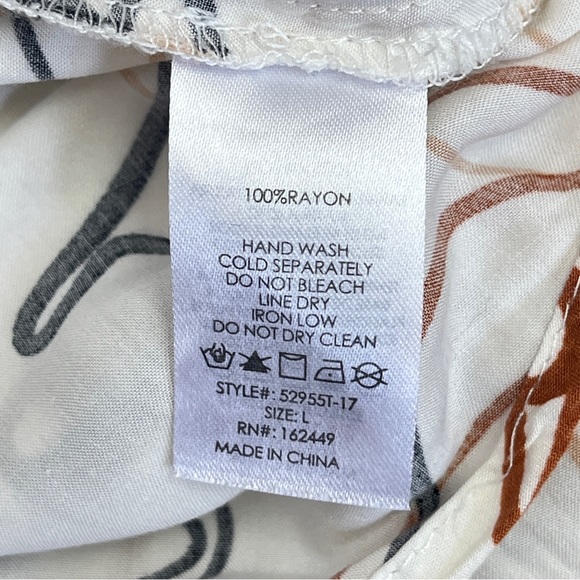 100%RAYON
HAND WASH
COLD SEPARATELY
DO NOT BLEACH
LINE DRY
IRON LOW
DO NOT DRY CLEAN
STYLE#: 52955T-17
SIZE: L
RN#: 162449
MADE IN CHINA